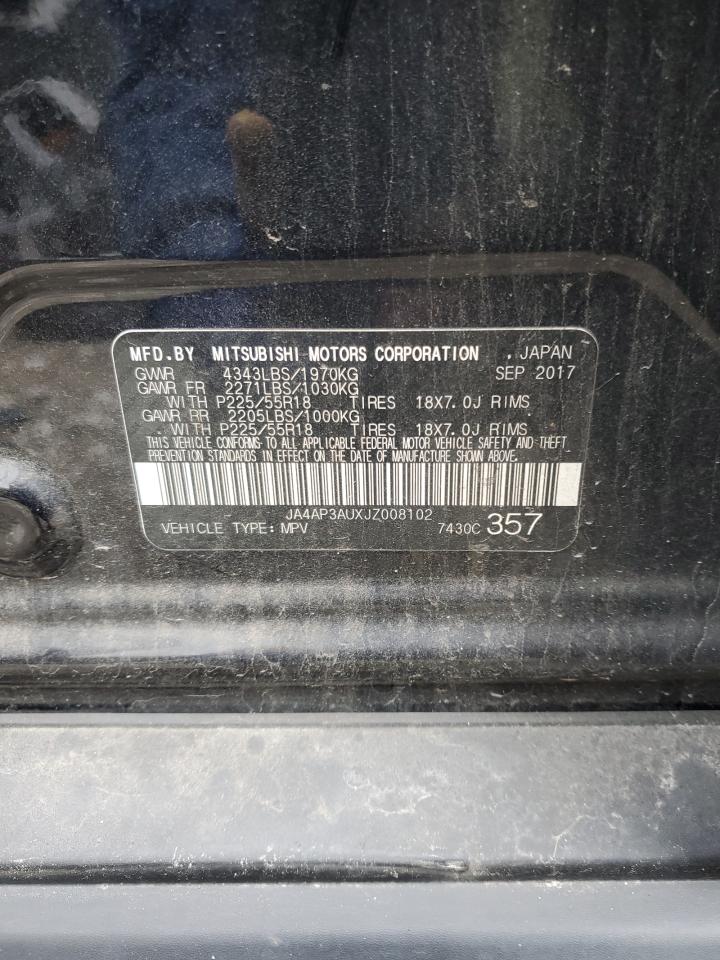 MFD.BY MITSUBISHI MOTORS CORPORATION . JAPAN
GVWR 4343LBS/1970KG SEP 2017
GAWR FR 2271LBS/1030KG
WITH P225/55R18 TIRES 18X7.0J RIMS
GAWR RR 2205LBS/1000KG
WITH P225/55R18 TIRES 18X7.0J RIMS
THIS VEHICLE CONFORMS TO ALL APPLICABLE FEDERAL MOTOR VEHICLE SAFETY AND THEFT
PREVENTION STANDARDS IN EFFECT ON THE DATE OF MANUFACTURE SHOWN ABOVE.
JA4AP3AUXJZ008102
VEHICLE TYPE: MPV 7430C 357